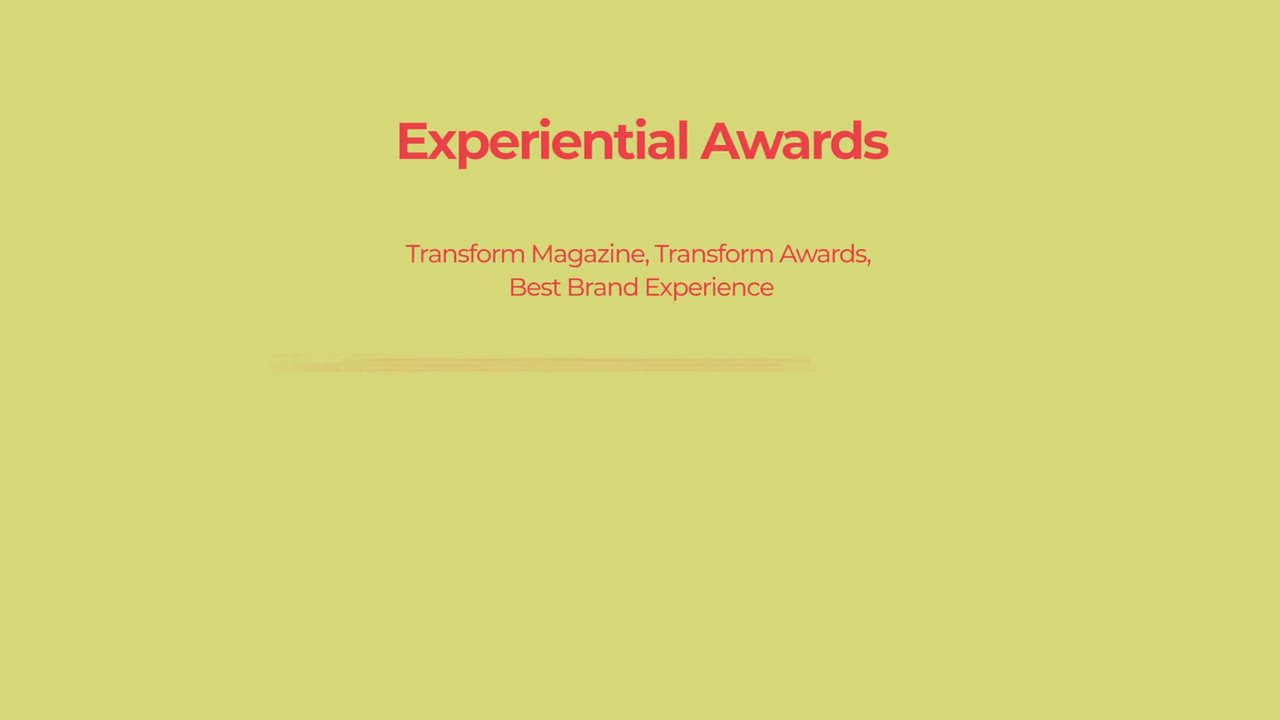 Experiential Awards
Transform Magazine, Transform Awards,
Best Brand Experience